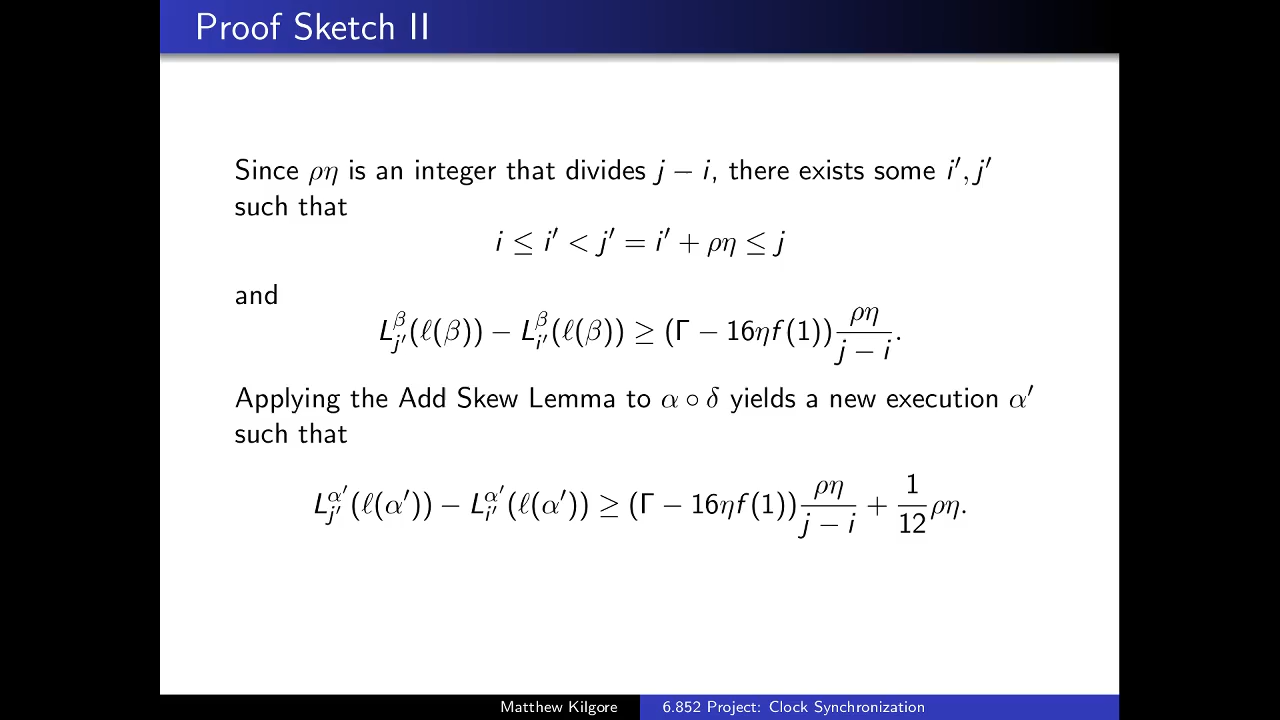 Proof Sketch II
Since ρη is an integer that divides j − i, there exists some i′, j′
such that
i ≤ i′ < j′ = i′ + ρη ≤ j
and
L^β_{j′}(ℓ(β)) − L^β_{i′}(ℓ(β)) ≥ (Γ − 16ηf(1)) ρη/(j − i).
Applying the Add Skew Lemma to α ∘ δ yields a new execution α′
such that
L^{α′}_{j′}(ℓ(α′)) − L^{α′}_{i′}(ℓ(α′)) ≥ (Γ − 16ηf(1)) ρη/(j − i) + 1/12 ρη.
Matthew Kilgore
6.852 Project: Clock Synchronization